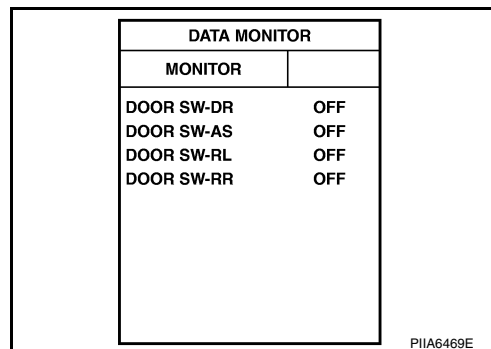 DATA MONITOR
MONITOR
DOOR SW-DR OFF
DOOR SW-AS OFF
DOOR SW-RL OFF
DOOR SW-RR OFF
PIIA6469E